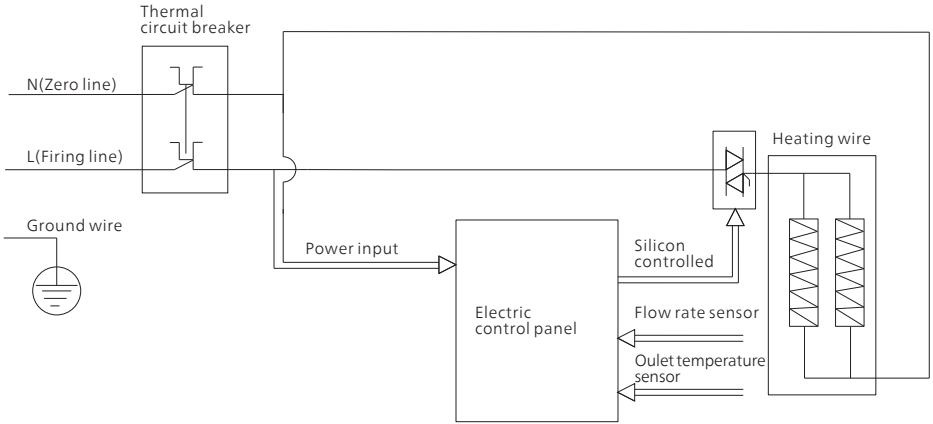 Thermal
circuit breaker
N(Zero line)
L(Firing line)
Heating wire
Ground wire
Power input
Silicon
controlled
Electric
control panel
Flow rate sensor
Oulet temperature
sensor